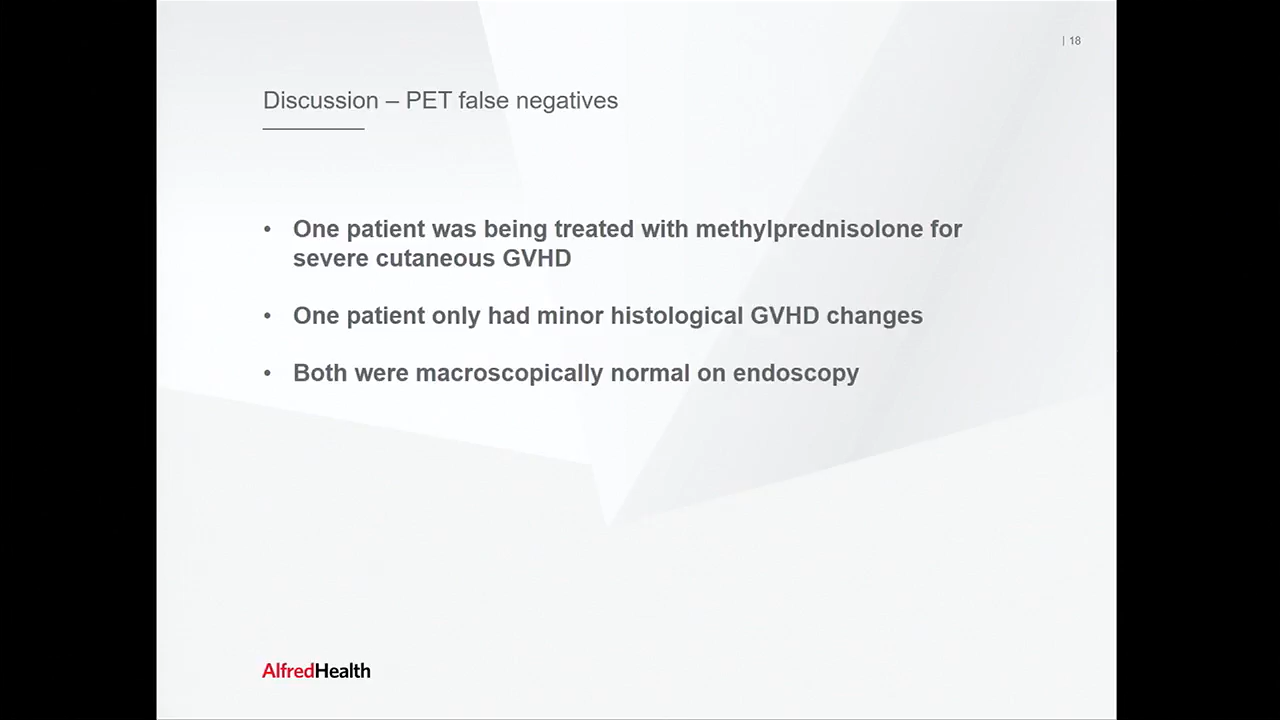 | 18
Discussion – PET false negatives
• One patient was being treated with methylprednisolone for
severe cutaneous GVHD
• One patient only had minor histological GVHD changes
• Both were macroscopically normal on endoscopy
AlfredHealth